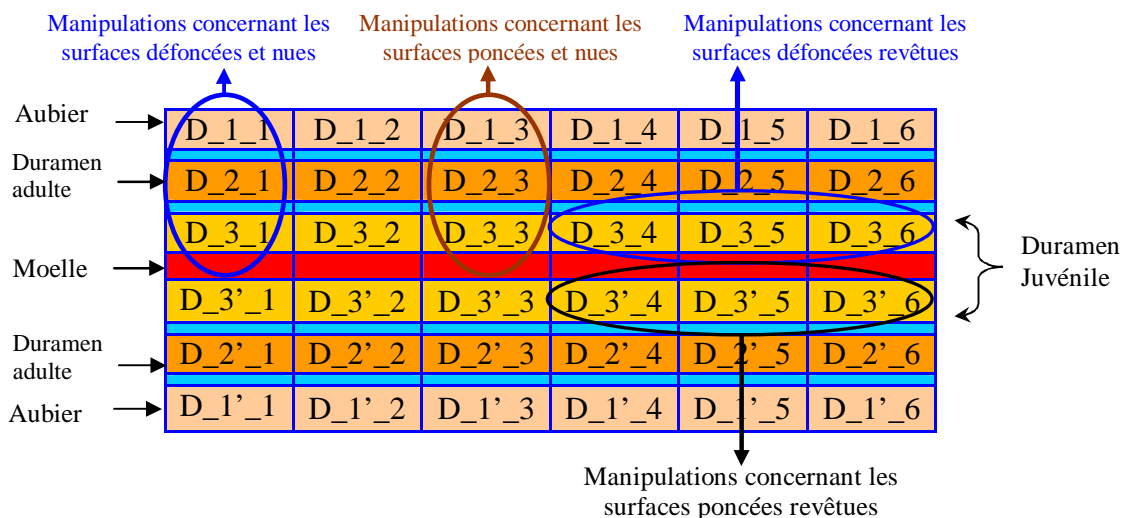 Manipulations concernant les
surfaces défoncées et nues
Manipulations concernant les
surfaces poncées et nues
Manipulations concernant les
surfaces défoncées revêtues
Aubier
D_1_1 D_1_2 D_1_3 D_1_4 D_1_5 D_1_6
Duramen
adulte
D_2_1 D_2_2 D_2_3 D_2_4 D_2_5 D_2_6
D_3_1 D_3_2 D_3_3 D_3_4 D_3_5 D_3_6
Moelle
Duramen
Juvénile
D_3’_1 D_3’_2 D_3’_3 D_3’_4 D_3’_5 D_3’_6
Duramen
adulte
D_2’_1 D_2’_2 D_2’_3 D_2’_4 D_2’_5 D_2’_6
Aubier
D_1’_1 D_1’_2 D_1’_3 D_1’_4 D_1’_5 D_1’_6
Manipulations concernant les
surfaces poncées revêtues